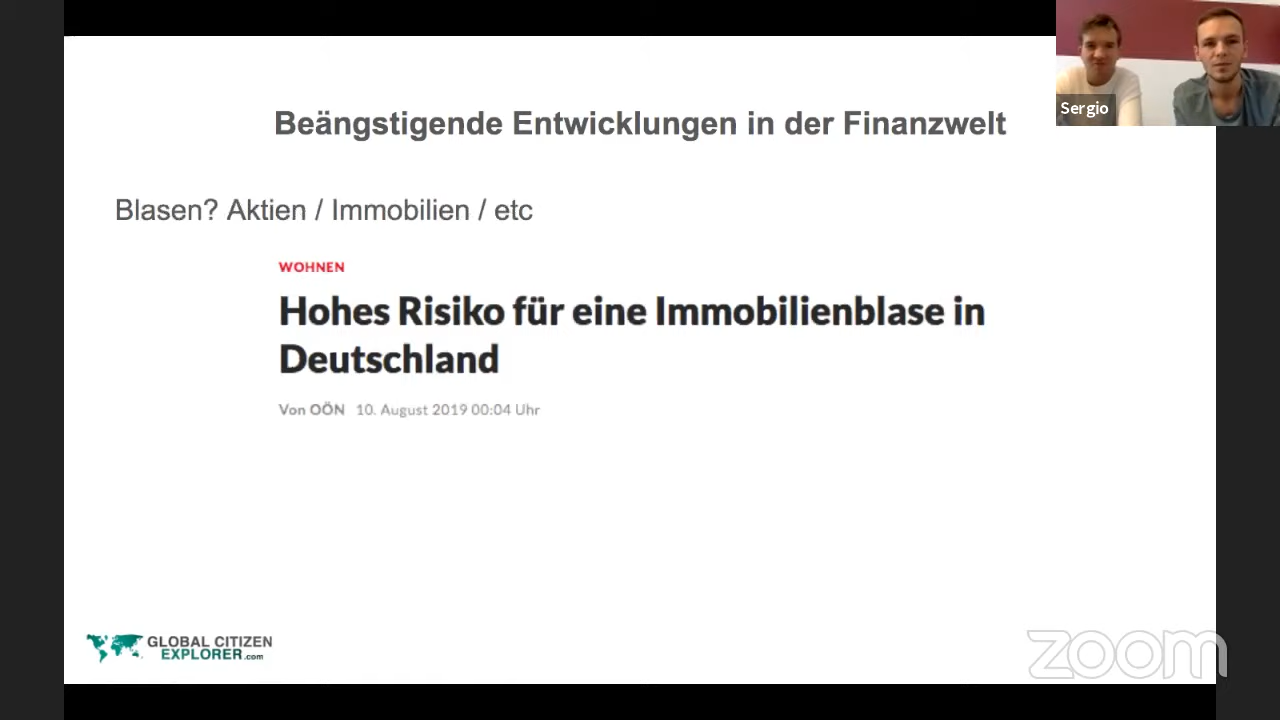 Sergio
Beängstigende Entwicklungen in der Finanzwelt
Blasen? Aktien / Immobilien / etc
WOHNEN
Hohes Risiko für eine Immobilienblase in
Deutschland
Von OÖN 10. August 2019 00:04 Uhr
GLOBAL CITIZEN
EXPLORER.com
zoom